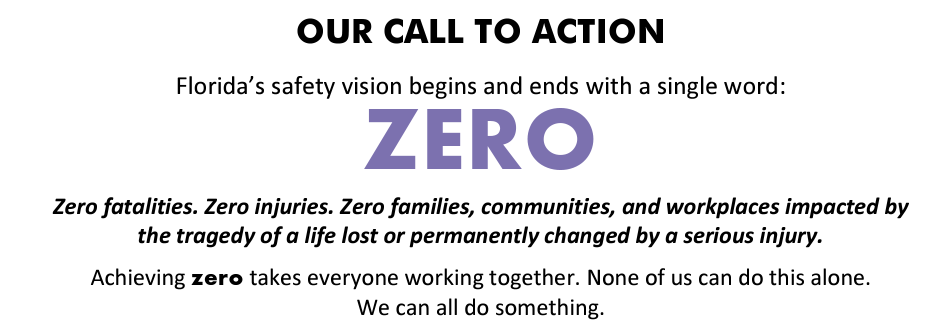 OUR CALL TO ACTION
Florida’s safety vision begins and ends with a single word:
ZERO
Zero fatalities. Zero injuries. Zero families, communities, and workplaces impacted by
the tragedy of a life lost or permanently changed by a serious injury.
Achieving zero takes everyone working together. None of us can do this alone.
We can all do something.